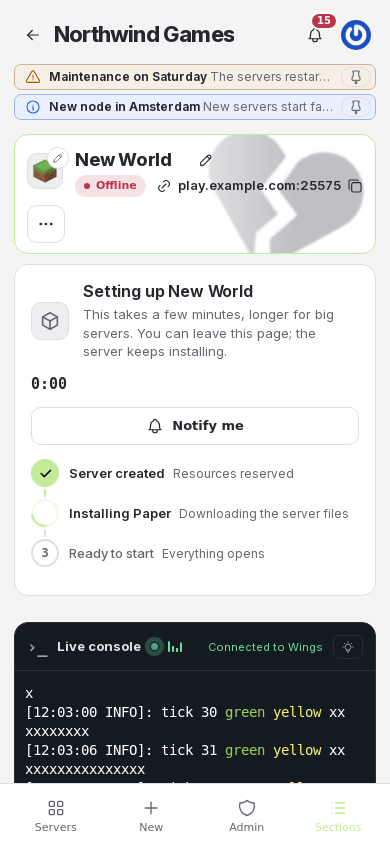 Northwind Games
15
Maintenance on Saturday The servers restar…
New node in Amsterdam New servers start fa…
New World
Offline
play.example.com:25575
Setting up New World
This takes a few minutes, longer for big
servers. You can leave this page; the
server keeps installing.
0:00
Notify me
Server created Resources reserved
Installing Paper Downloading the server files
3 Ready to start Everything opens
Live console
Connected to Wings
x
[12:03:00 INFO]: tick 30 green yellow xx
xxxxxxxx
[12:03:06 INFO]: tick 31 green yellow xx
xxxxxxxxxxxxxxx
Servers
New
Admin
Sections